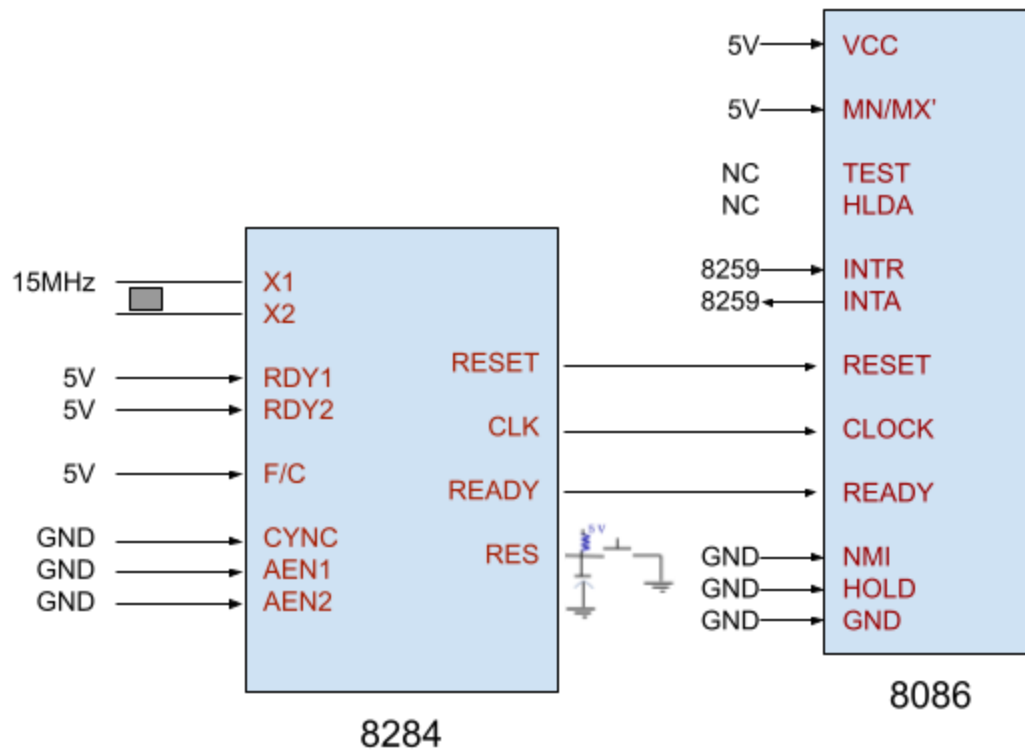 5V VCC
5V MN/MX'
NC TEST
NC HLDA
8259 INTR
8259 INTA
15MHz X1
X2
RESET RESET
5V RDY1
5V RDY2
CLK CLOCK
5V F/C
READY READY
GND CYNC
RES 5V
GND NMI
GND AEN1
GND HOLD
GND AEN2
GND GND
8086
8284